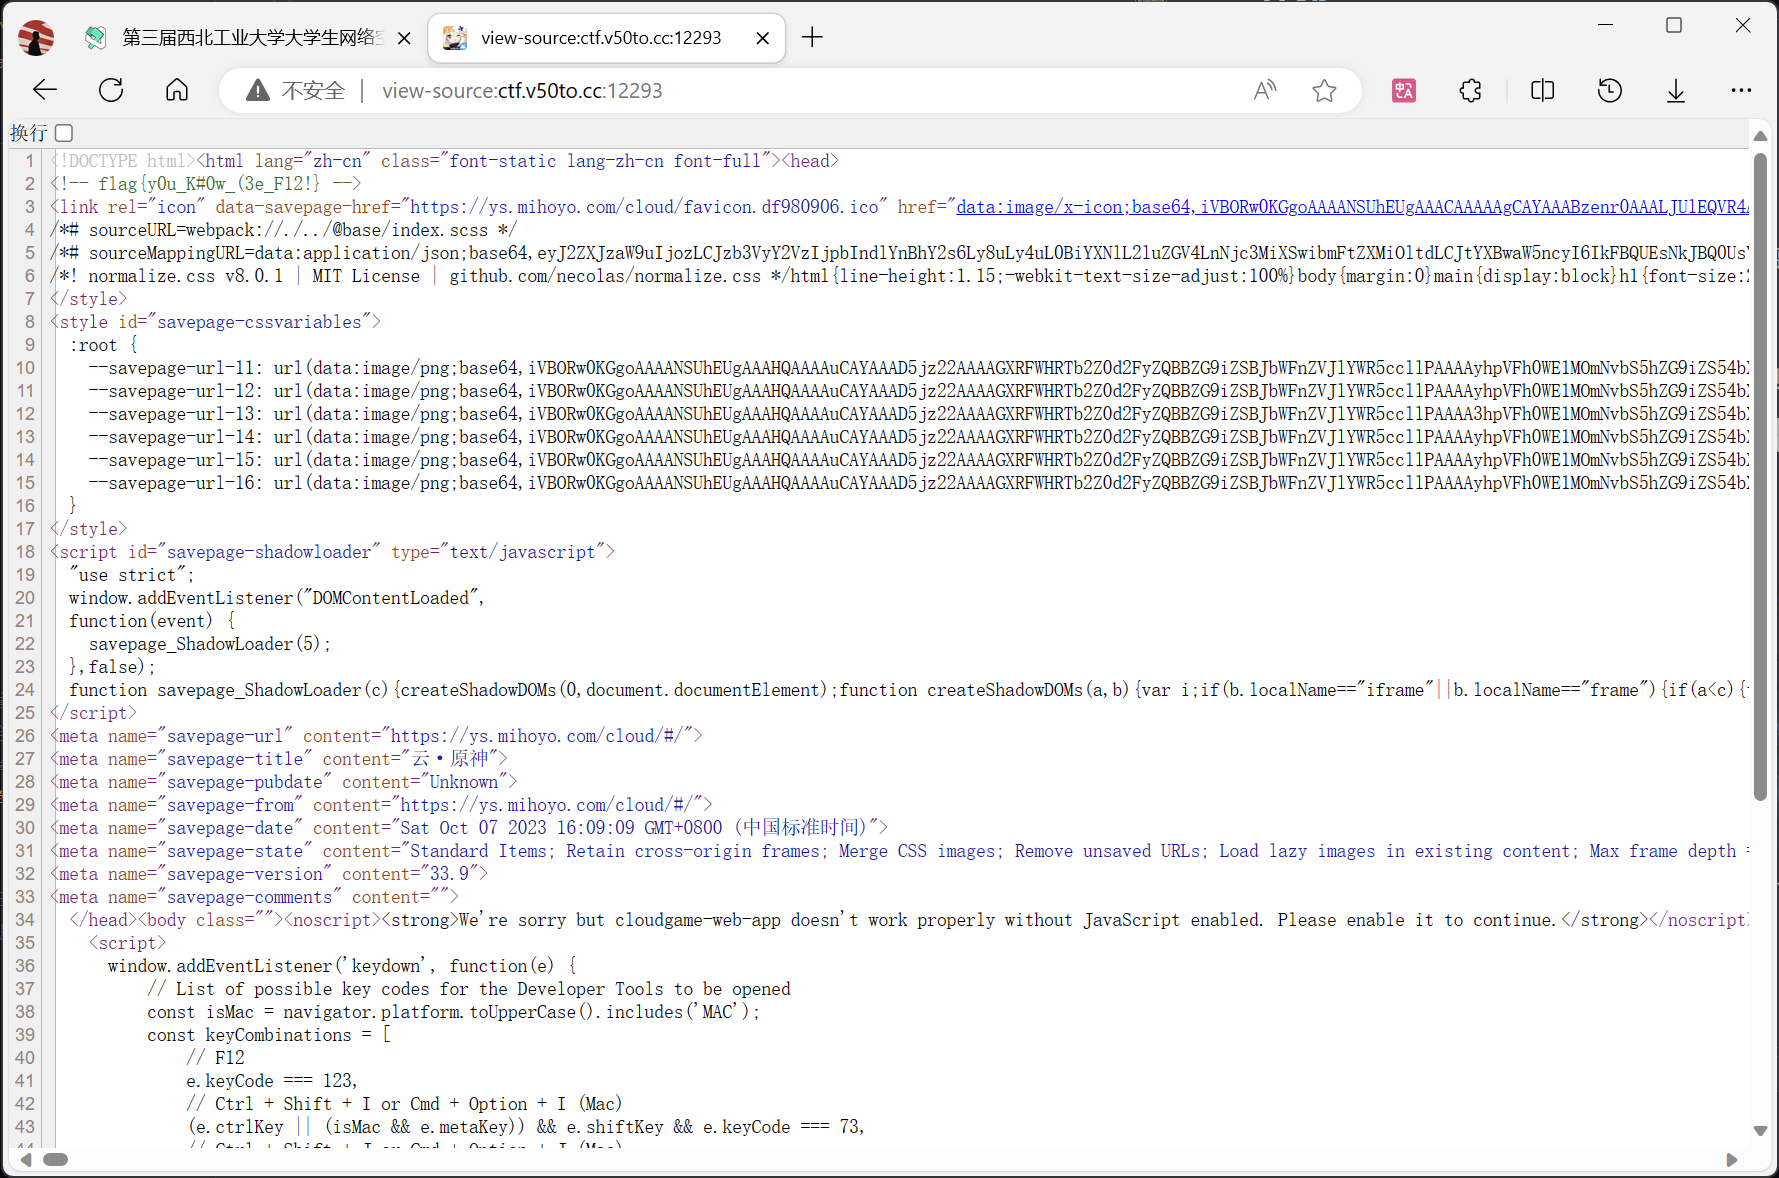 第三届西北工业大学大学生网络
view-source:ctf.v50to.cc:12293
不安全 | view-source:ctf.v50to.cc:12293
换行
1 <!DOCTYPE html><html lang="zh-cn" class="font-static lang-zh-cn font-full"><head>
2 <!-- flag{y0u_K#0w_(3e_F12!} -->
3 <link rel="icon" data-savepage-href="https://ys.mihoyo.com/cloud/favicon.df980906.ico" href="data:image/x-icon;base64,iVBORw0KGgoAAAANSUhEUgAAACAAAAAgCAYAAABzenr0AAALJUlEQVR4
4 /*# sourceURL=webpack://./../@base/index.scss */
5 /*# sourceMappingURL=data:application/json;base64,eyJ2ZXJzaW9uIjozLCJzb3VyY2VzIjpbIndlYnBhY2s6Ly8uLy4uL0BiYXNlL2luZGV4LnNjc3MiXSwibmFtZXMiOltdLCJtYXBwaW5ncyI6IkFBQUEsNkJBQ0Us
6 /*! normalize.css v8.0.1 | MIT License | github.com/necolas/normalize.css */html{line-height:1.15;-webkit-text-size-adjust:100%}body{margin:0}main{display:block}h1{font-size:
7 </style>
8 <style id="savepage-cssvariables">
9 :root {
10 --savepage-url-11: url(data:image/png;base64,iVBORw0KGgoAAAANSUhEUgAAAHQAAAAuCAYAAAD5jz22AAAAGXRFWHRTb2Z0d2FyZQBBZG9iZSBJbWFnZVJlYWR5ccllPAAAAyhpVFh0WE1MOmNvbS5hZG9iZS54b
11 --savepage-url-12: url(data:image/png;base64,iVBORw0KGgoAAAANSUhEUgAAAHQAAAAuCAYAAAD5jz22AAAAGXRFWHRTb2Z0d2FyZQBBZG9iZSBJbWFnZVJlYWR5ccllPAAAAyhpVFh0WE1MOmNvbS5hZG9iZS54b
12 --savepage-url-13: url(data:image/png;base64,iVBORw0KGgoAAAANSUhEUgAAAHQAAAAuCAYAAAD5jz22AAAAGXRFWHRTb2Z0d2FyZQBBZG9iZSBJbWFnZVJlYWR5ccllPAAAA3hpVFh0WE1MOmNvbS5hZG9iZS54b
13 --savepage-url-14: url(data:image/png;base64,iVBORw0KGgoAAAANSUhEUgAAAHQAAAAuCAYAAAD5jz22AAAAGXRFWHRTb2Z0d2FyZQBBZG9iZSBJbWFnZVJlYWR5ccllPAAAAyhpVFh0WE1MOmNvbS5hZG9iZS54b
14 --savepage-url-15: url(data:image/png;base64,iVBORw0KGgoAAAANSUhEUgAAAHQAAAAuCAYAAAD5jz22AAAAGXRFWHRTb2Z0d2FyZQBBZG9iZSBJbWFnZVJlYWR5ccllPAAAAyhpVFh0WE1MOmNvbS5hZG9iZS54b
15 --savepage-url-16: url(data:image/png;base64,iVBORw0KGgoAAAANSUhEUgAAAHQAAAAuCAYAAAD5jz22AAAAGXRFWHRTb2Z0d2FyZQBBZG9iZSBJbWFnZVJlYWR5ccllPAAAAyhpVFh0WE1MOmNvbS5hZG9iZS54b
16 }
17 </style>
18 <script id="savepage-shadowloader" type="text/javascript">
19 "use strict";
20 window.addEventListener("DOMContentLoaded",
21 function(event) {
22 savepage_ShadowLoader(5);
23 },false);
24 function savepage_ShadowLoader(c){createShadowDOMs(0,document.documentElement);function createShadowDOMs(a,b){var i;if(b.localName=="iframe"||b.localName=="frame"){if(a<c){
25 </script>
26 <meta name="savepage-url" content="https://ys.mihoyo.com/cloud/#/">
27 <meta name="savepage-title" content="云·原神">
28 <meta name="savepage-pubdate" content="Unknown">
29 <meta name="savepage-from" content="https://ys.mihoyo.com/cloud/#/">
30 <meta name="savepage-date" content="Sat Oct 07 2023 16:09:09 GMT+0800 (中国标准时间)">
31 <meta name="savepage-state" content="Standard Items; Retain cross-origin frames; Merge CSS images; Remove unsaved URLs; Load lazy images in existing content; Max frame depth =
32 <meta name="savepage-version" content="33.9">
33 <meta name="savepage-comments" content="">
34 </head><body class=""><noscript><strong>We're sorry but cloudgame-web-app doesn't work properly without JavaScript enabled. Please enable it to continue.</strong></noscript>
35 <script>
36 window.addEventListener('keydown', function(e) {
37 // List of possible key codes for the Developer Tools to be opened
38 const isMac = navigator.platform.toUpperCase().includes('MAC');
39 const keyCombinations = [
40 // F12
41 e.keyCode === 123,
42 // Ctrl + Shift + I or Cmd + Option + I (Mac)
43 (e.ctrlKey || (isMac && e.metaKey)) && e.shiftKey && e.keyCode === 73,